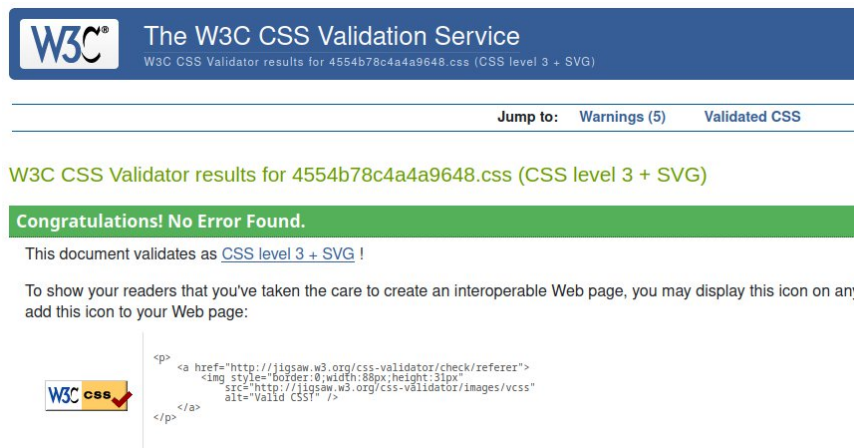 W3C®
The W3C CSS Validation Service
W3C CSS Validator results for 4554b78c4a4a9648.css (CSS level 3 + SVG)
Jump to: Warnings (5) Validated CSS
W3C CSS Validator results for 4554b78c4a4a9648.css (CSS level 3 + SVG)
Congratulations! No Error Found.
This document validates as CSS level 3 + SVG !
To show your readers that you've taken the care to create an interoperable Web page, you may display this icon on any
add this icon to your Web page:
W3C css
<p>
<a href="http://jigsaw.w3.org/css-validator/check/referer">
<img style="border:0;width:88px;height:31px"
src="http://jigsaw.w3.org/css-validator/images/vcss"
alt="Valid CSS!" />
</a>
</p>